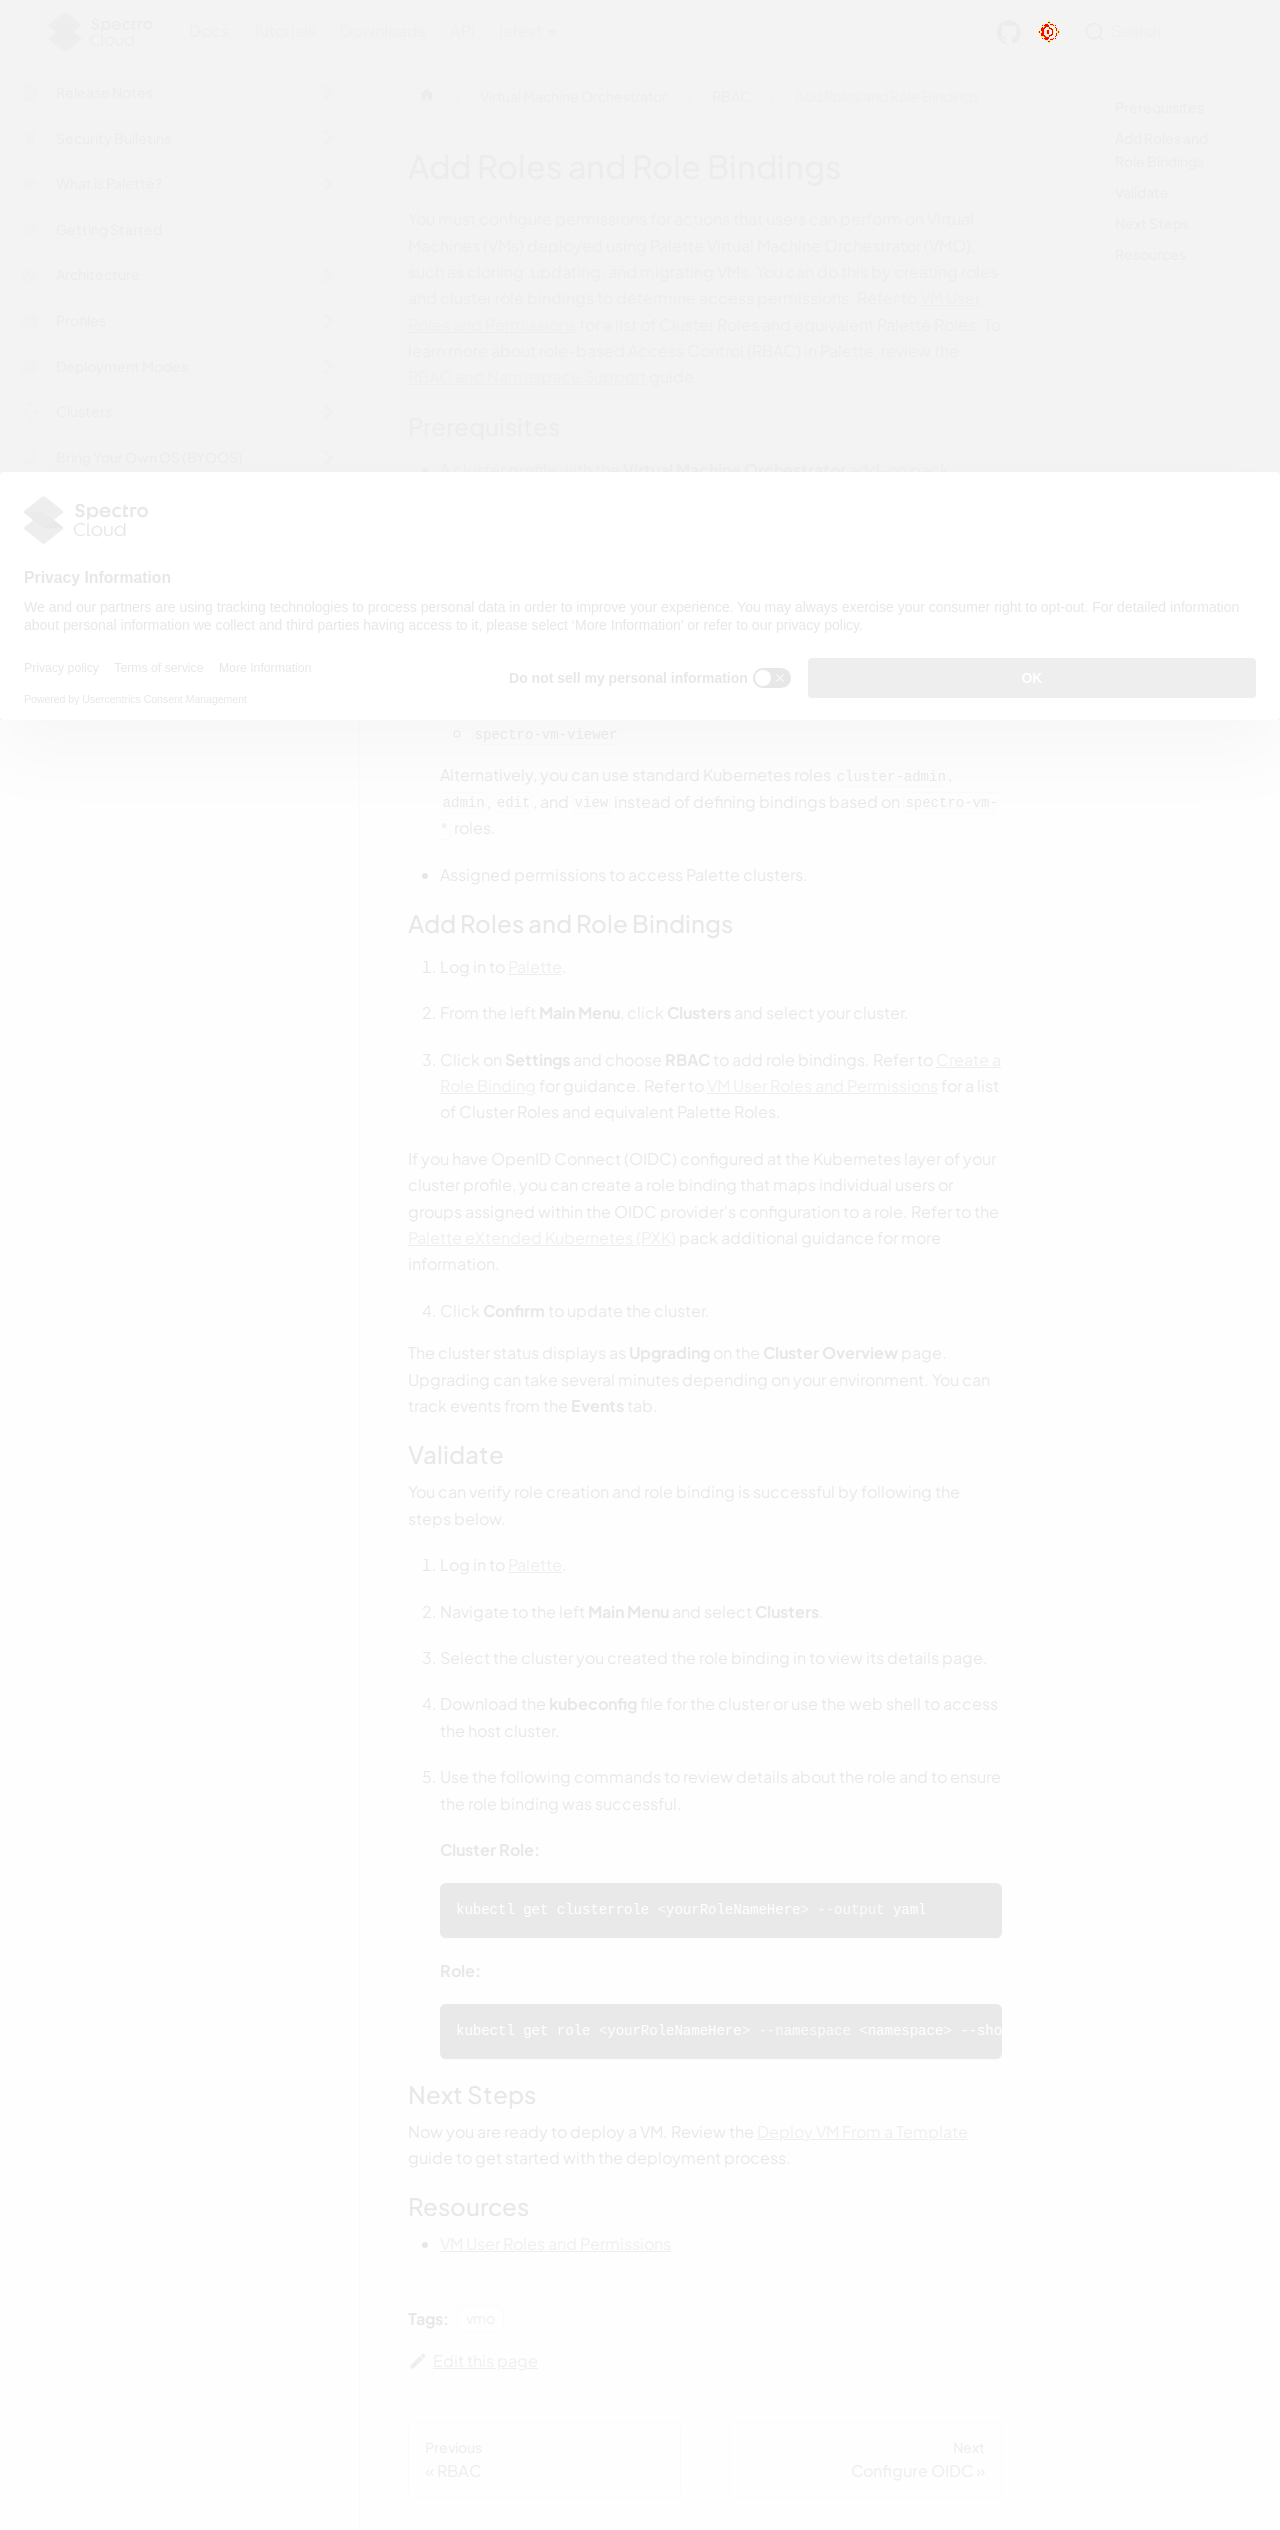 Spectro
Cloud
Docs Tutorials Downloads API latest
Search
Release Notes
Security Bulletins
What is Palette?
Getting Started
Architecture
Profiles
Deployment Modes
Clusters
Bring Your Own OS (BYOOS)
Virtual Machine Orchestrator RBAC Add Roles and Role Bindings
Prerequisites
Add Roles and
Role Bindings
Validate
Next Steps
Resources
Add Roles and Role Bindings
You must configure permissions for actions that users can perform on Virtual
Machines (VMs) deployed using Palette Virtual Machine Orchestrator (VMO),
such as cloning, updating, and migrating VMs. You can do this by creating roles
and cluster role bindings to determine access permissions. Refer to VM User
Roles and Permissions for a list of Cluster Roles and equivalent Palette Roles. To
learn more about role-based Access Control (RBAC) in Palette, review the
RBAC and Namespace Support guide.
Prerequisites
A cluster profile with the Virtual Machine Orchestrator add-on pack
Spectro
Cloud
Privacy Information
We and our partners are using tracking technologies to process personal data in order to improve your experience. You may always exercise your consumer right to opt-out. For detailed information
about personal information we collect and third parties having access to it, please select 'More Information' or refer to our privacy policy.
Privacy policy Terms of service More Information
Do not sell my personal information
OK
Powered by Usercentrics Consent Management
spectro-vm-viewer
Alternatively, you can use standard Kubernetes roles cluster-admin,
admin, edit, and view instead of defining bindings based on spectro-vm-
* roles.
Assigned permissions to access Palette clusters.
Add Roles and Role Bindings
1. Log in to Palette.
2. From the left Main Menu, click Clusters and select your cluster.
3. Click on Settings and choose RBAC to add role bindings. Refer to Create a
Role Binding for guidance. Refer to VM User Roles and Permissions for a list
of Cluster Roles and equivalent Palette Roles.
If you have OpenID Connect (OIDC) configured at the Kubernetes layer of your
cluster profile, you can create a role binding that maps individual users or
groups assigned within the OIDC provider's configuration to a role. Refer to the
Palette eXtended Kubernetes (PXK) pack additional guidance for more
information.
4. Click Confirm to update the cluster.
The cluster status displays as Upgrading on the Cluster Overview page.
Upgrading can take several minutes depending on your environment. You can
track events from the Events tab.
Validate
You can verify role creation and role binding is successful by following the
steps below.
1. Log in to Palette.
2. Navigate to the left Main Menu and select Clusters.
3. Select the cluster you created the role binding in to view its details page.
4. Download the kubeconfig file for the cluster or use the web shell to access
the host cluster.
5. Use the following commands to review details about the role and to ensure
the role binding was successful.
Cluster Role:
kubectl get clusterrole <yourRoleNameHere> --output yaml
Role:
kubectl get role <yourRoleNameHere> --namespace <namespace> --sho
Next Steps
Now you are ready to deploy a VM. Review the Deploy VM From a Template
guide to get started with the deployment process.
Resources
VM User Roles and Permissions
Tags: vmo
Edit this page
Previous
« RBAC
Next
Configure OIDC »